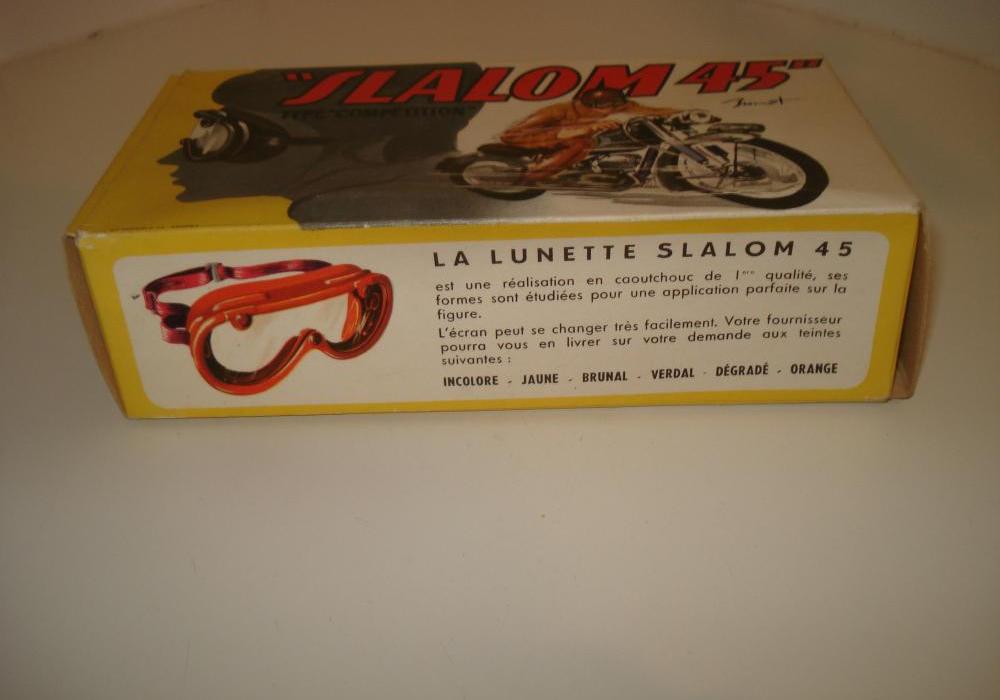 "SLALOM 45"
TYPE "COMPÉTITION"
LA LUNETTE SLALOM 45
est une réalisation en caoutchouc de 1ère qualité, ses
formes sont étudiées pour une application parfaite sur la
figure.
L'écran peut se changer très facilement. Votre fournisseur
pourra vous en livrer sur votre demande aux teintes
suivantes :
INCOLORE - JAUNE - BRUNAL - VERDAL - DÉGRADÉ - ORANGE